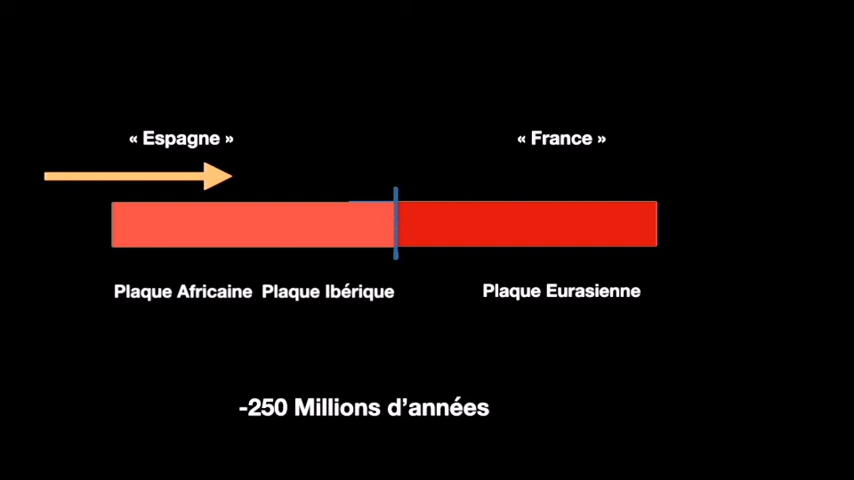 « Espagne »
« France »
Plaque Africaine Plaque Ibérique
Plaque Eurasienne
-250 Millions d’années